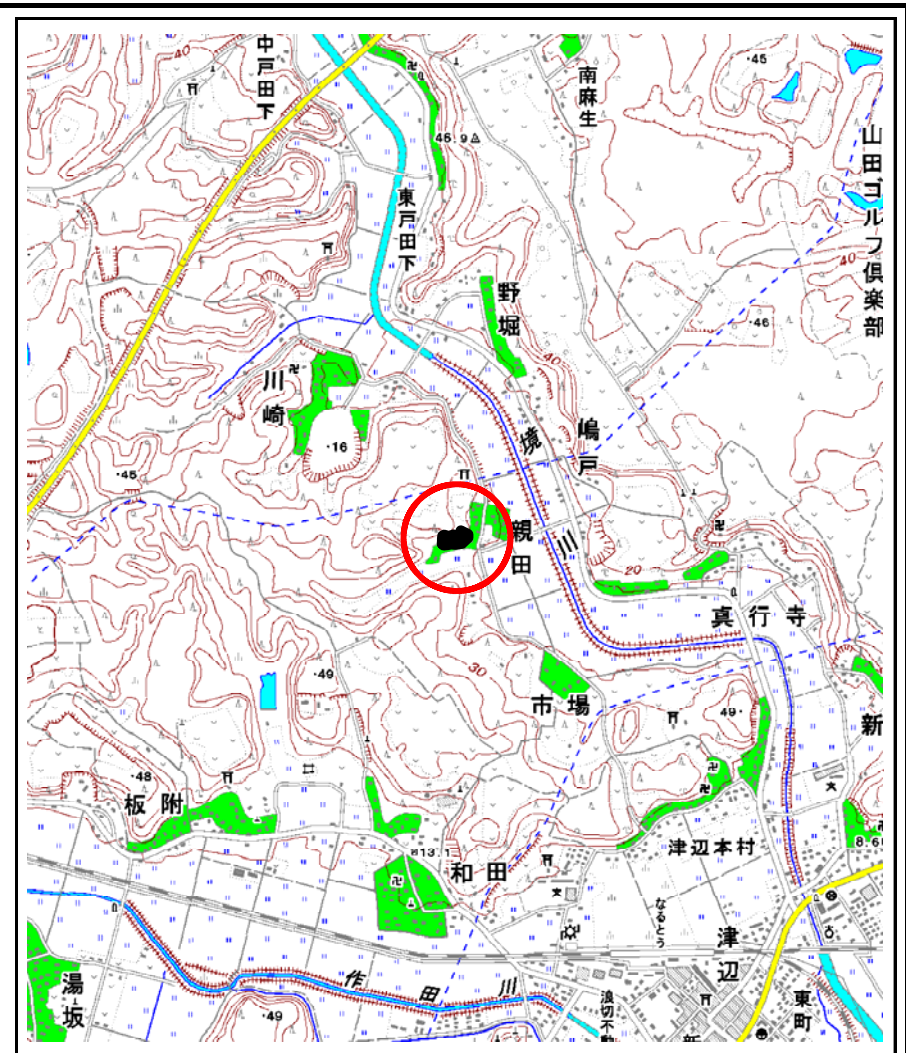 中戸田下
40
南麻生
・45
山田ゴルフ倶楽部
46.9
東戸田下
40
野堀
・46
40
川崎
嶋戸
境川
・16
・45
親田
20
真行寺
30
・49
市場
49・
新
・48
板附
13.1
和田
津辺本村
8.6
なるとう
津辺
湯坂
作田川
・49
浪切不動
東町
新